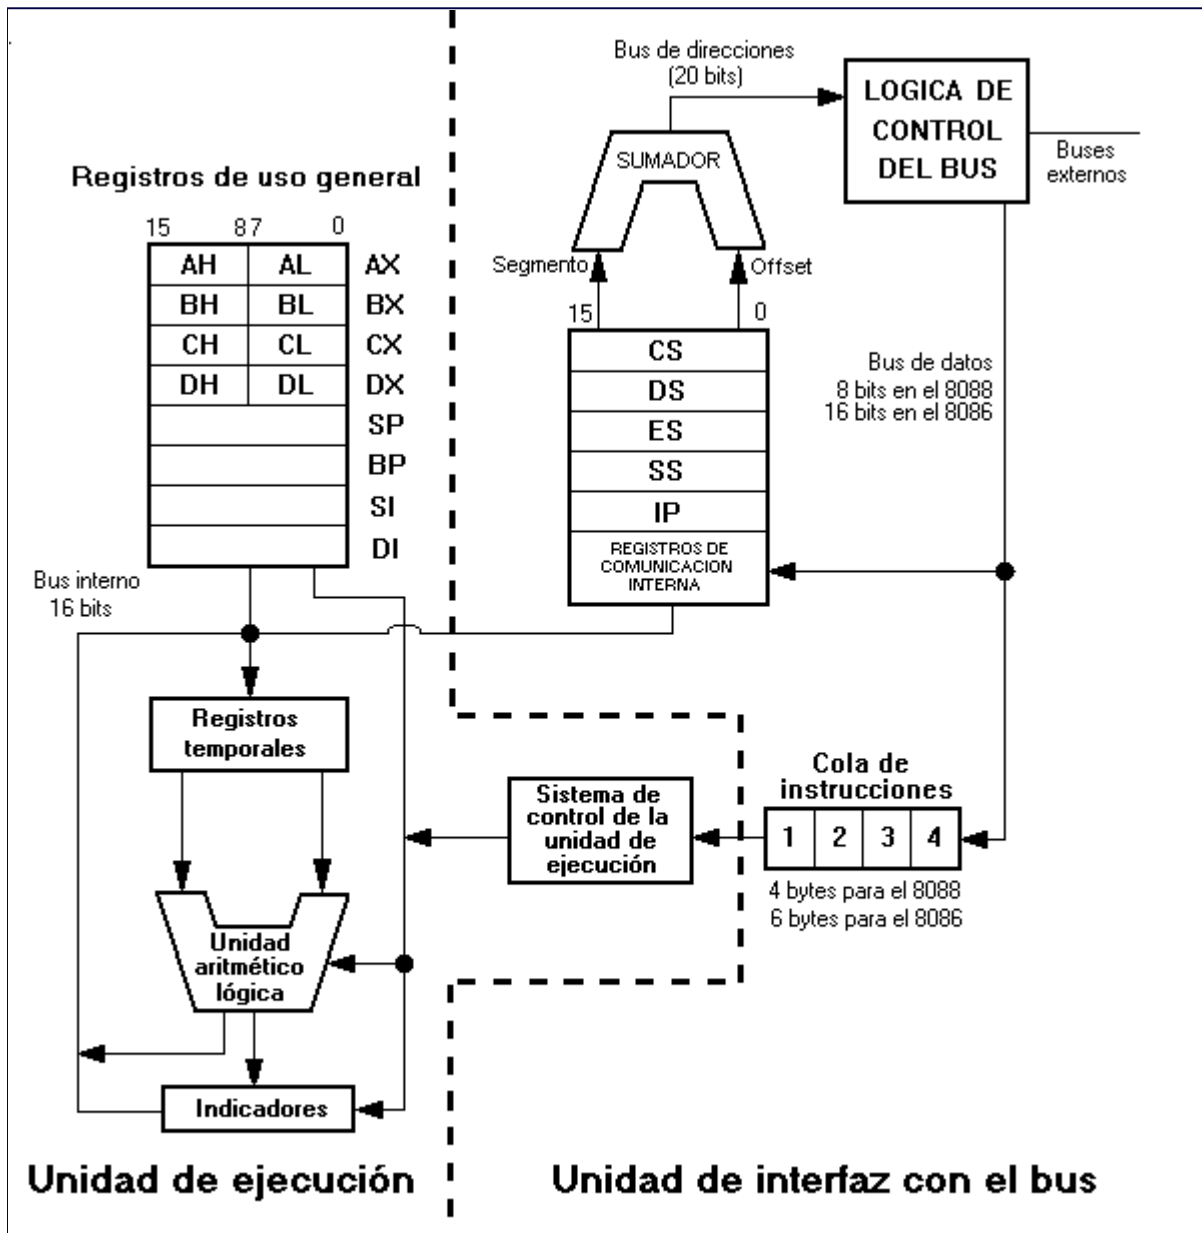 Bus de direcciones
(20 bits)
LOGICA DE
CONTROL
DEL BUS
Buses
externos
SUMADOR
Segmento
Offset
Registros de uso general
15 87 0
AH AL AX
BH BL BX
CH CL CX
DH DL DX
SP
BP
SI
DI
15 0
CS
DS
ES
SS
IP
REGISTROS DE
COMUNICACION
INTERNA
Bus de datos
8 bits en el 8088
16 bits en el 8086
Bus interno
16 bits
Registros
temporales
Sistema de
control de la
unidad de
ejecución
Cola de
instrucciones
1 2 3 4
4 bytes para el 8088
6 bytes para el 8086
Unidad
aritmético
lógica
Indicadores
Unidad de ejecución
Unidad de interfaz con el bus